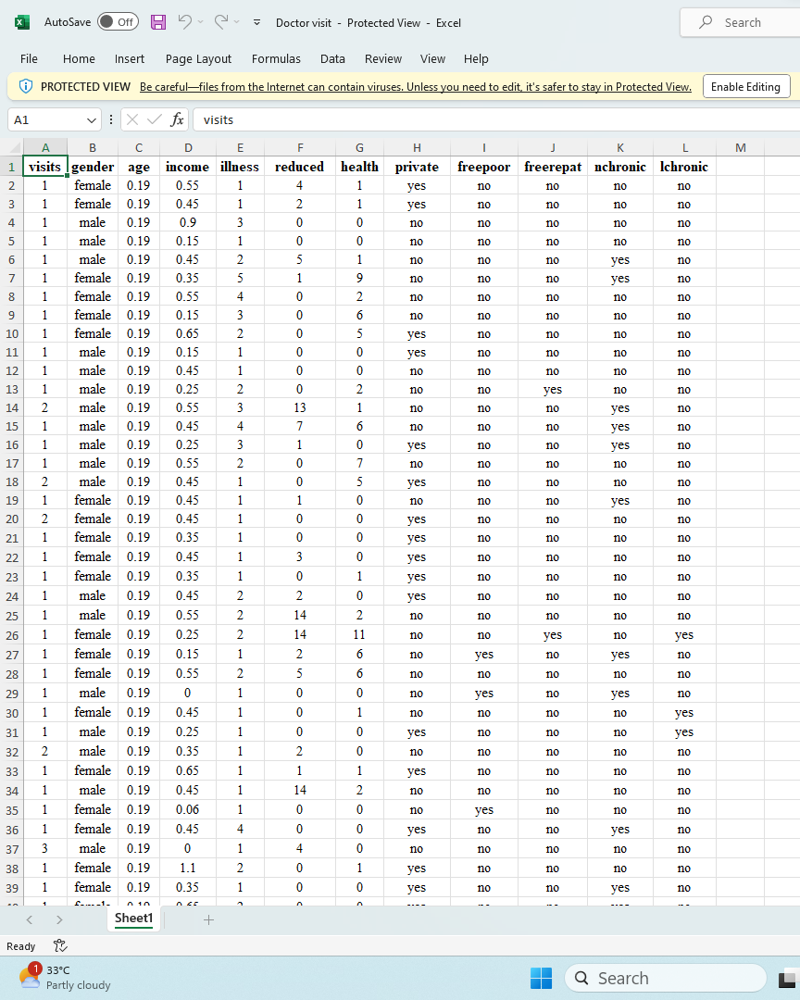 AutoSave Off Doctor visit - Protected View - Excel Search
File Home Insert Page Layout Formulas Data Review View Help
PROTECTED VIEW Be careful—files from the Internet can contain viruses. Unless you need to edit, it's safer to stay in Protected View. Enable Editing
A1 fx visits
A B C D E F G H I J K L M
1 visits gender age income illness reduced health private freepoor freerepat nchronic lchronic
2 1 female 0.19 0.55 1 4 1 yes no no no no
3 1 female 0.19 0.45 1 2 1 yes no no no no
4 1 male 0.19 0.9 3 0 0 no no no no no
5 1 male 0.19 0.15 1 0 0 no no no no no
6 1 male 0.19 0.45 2 5 1 no no no yes no
7 1 female 0.19 0.35 5 1 9 no no no yes no
8 1 female 0.19 0.55 4 0 2 no no no no no
9 1 female 0.19 0.15 3 0 6 no no no no no
10 1 female 0.19 0.65 2 0 5 yes no no no no
11 1 male 0.19 0.15 1 0 0 yes no no no no
12 1 male 0.19 0.45 1 0 0 no no no no no
13 1 male 0.19 0.25 2 0 2 no no yes no no
14 2 male 0.19 0.55 3 13 1 no no no yes no
15 1 male 0.19 0.45 4 7 6 no no no yes no
16 1 male 0.19 0.25 3 1 0 yes no no yes no
17 1 male 0.19 0.55 2 0 7 no no no no no
18 2 male 0.19 0.45 1 0 5 yes no no no no
19 1 female 0.19 0.45 1 1 0 no no no yes no
20 2 female 0.19 0.45 1 0 0 yes no no no no
21 1 female 0.19 0.35 1 0 0 yes no no no no
22 1 female 0.19 0.45 1 3 0 yes no no no no
23 1 female 0.19 0.35 1 0 1 yes no no no no
24 1 male 0.19 0.45 2 2 0 yes no no no no
25 1 male 0.19 0.55 2 14 2 no no no no no
26 1 female 0.19 0.25 2 14 11 no no yes no yes
27 1 female 0.19 0.15 1 2 6 no yes no yes no
28 1 female 0.19 0.55 2 5 6 no no no no no
29 1 male 0.19 0 1 0 0 no yes no yes no
30 1 female 0.19 0.45 1 0 1 no no no no yes
31 1 male 0.19 0.25 1 0 0 yes no no no yes
32 2 male 0.19 0.35 1 2 0 no no no no no
33 1 female 0.19 0.65 1 1 1 yes no no no no
34 1 male 0.19 0.45 1 14 2 no no no no no
35 1 female 0.19 0.06 1 0 0 no yes no no no
36 1 female 0.19 0.45 4 0 0 yes no no yes no
37 3 male 0.19 0 1 4 0 no no no no no
38 1 female 0.19 1.1 2 0 1 yes no no no no
39 1 female 0.19 0.35 1 0 0 yes no no yes no
Sheet1
Ready
1 33°C
Partly cloudy
Search